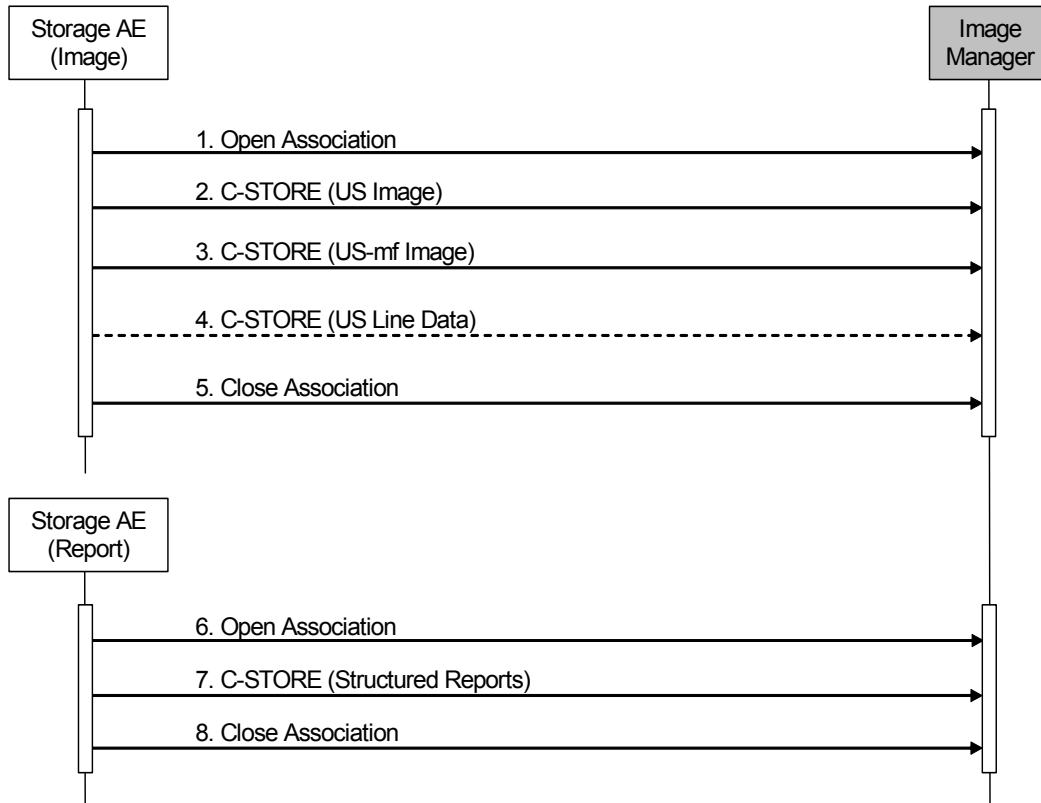 Storage AE
(Image)
Image
Manager
1. Open Association
2. C-STORE (US Image)
3. C-STORE (US-mf Image)
4. C-STORE (US Line Data)
5. Close Association
Storage AE
(Report)
6. Open Association
7. C-STORE (Structured Reports)
8. Close Association